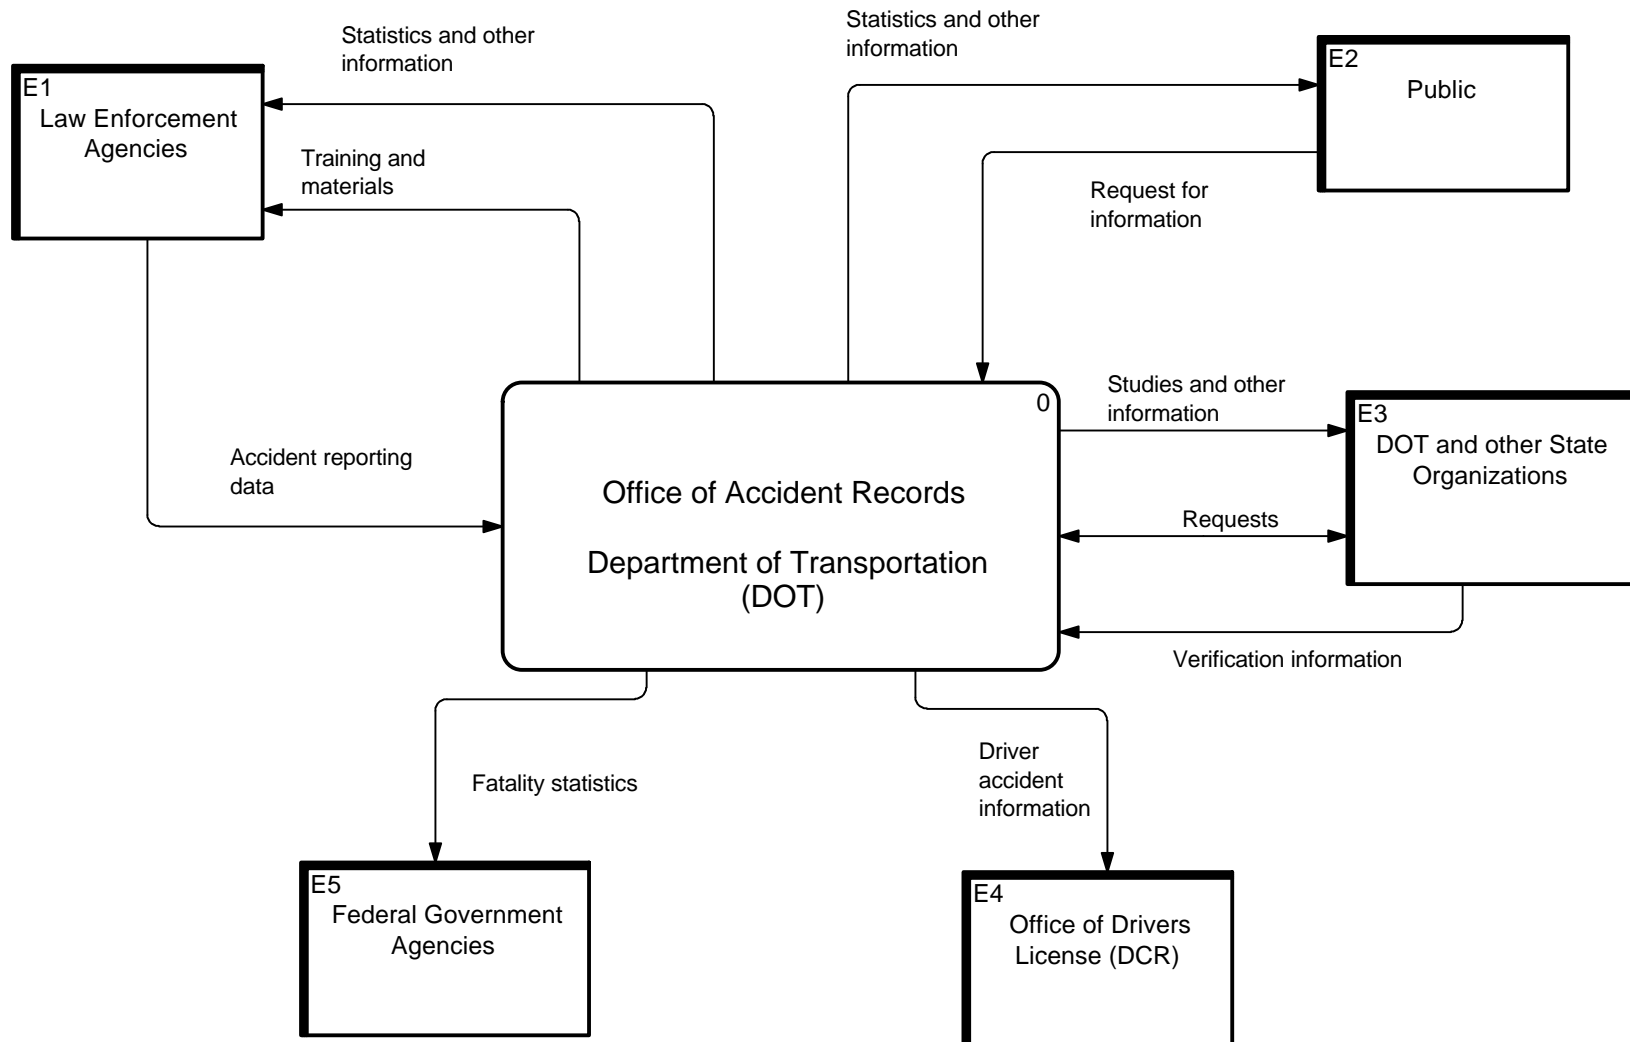 Statistics and other
information
Statistics and other
information
E1
Law Enforcement
Agencies
E2
Public
Training and
materials
Request for
information
0
Studies and other
information
E3
DOT and other State
Organizations
Accident reporting
data
Office of Accident Records
Department of Transportation
(DOT)
Requests
Verification information
Fatality statistics
Driver
accident
information
E5
Federal Government
Agencies
E4
Office of Drivers
License (DCR)